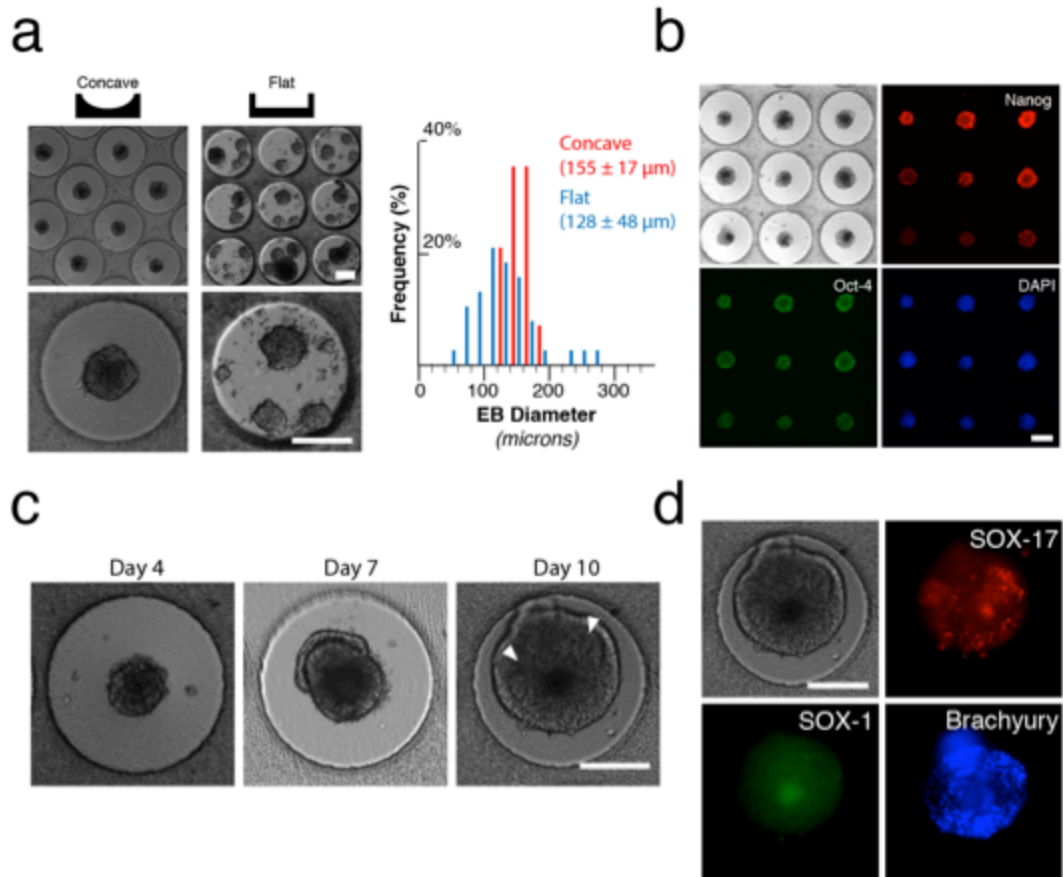 a
Concave
Flat
40%
20%
Frequency (%)
Concave
(155 ± 17 µm)
Flat
(128 ± 48 µm)
0
100
200
300
EB Diameter
(microns)
b
Nanog
Oct-4
DAPI
c
Day 4
Day 7
Day 10
d
SOX-17
SOX-1
Brachyury